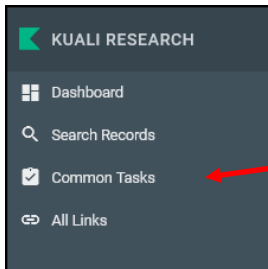 KUALI RESEARCH
Dashboard
Search Records
Common Tasks
All Links